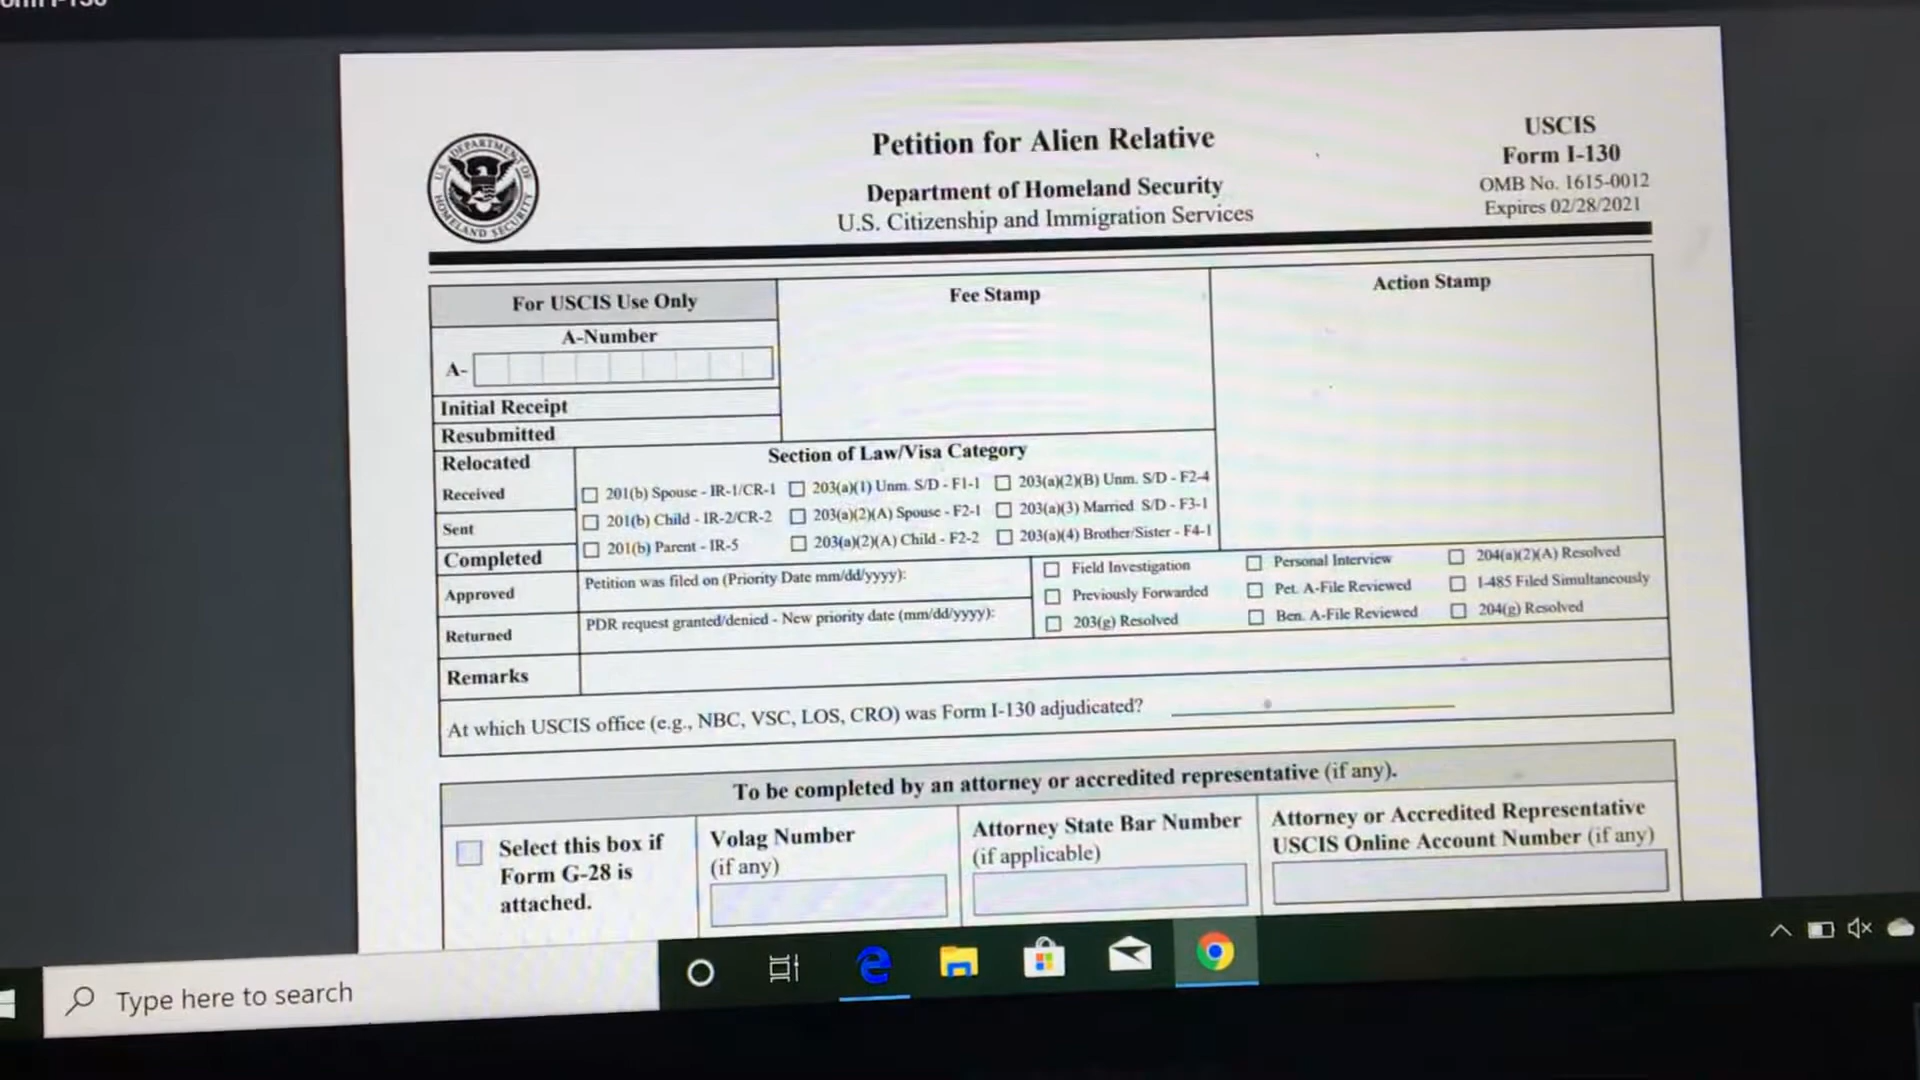 Petition for Alien Relative
Department of Homeland Security
U.S. Citizenship and Immigration Services
USCIS
Form I-130
OMB No. 1615-0012
Expires 02/28/2021
U.S. DEPARTMENT OF HOMELAND SECURITY
For USCIS Use Only
Fee Stamp
Action Stamp
A-Number
A-
Initial Receipt
Resubmitted
Relocated
Received
Sent
Completed
Approved
Returned
Remarks
Section of Law/Visa Category
201(b) Spouse - IR-1/CR-1
203(a)(1) Unm. S/D - F1-1
203(a)(2)(B) Unm. S/D - F2-4
201(b) Child - IR-2/CR-2
203(a)(2)(A) Spouse - F2-1
203(a)(3) Married S/D - F3-1
201(b) Parent - IR-5
203(a)(2)(A) Child - F2-2
203(a)(4) Brother/Sister - F4-1
Petition was filed on (Priority Date mm/dd/yyyy):
PDR request granted/denied - New priority date (mm/dd/yyyy):
Field Investigation
Personal Interview
204(a)(2)(A) Resolved
Previously Forwarded
Pet. A-File Reviewed
I-485 Filed Simultaneously
203(g) Resolved
Ben. A-File Reviewed
204(g) Resolved
At which USCIS office (e.g., NBC, VSC, LOS, CRO) was Form I-130 adjudicated?
To be completed by an attorney or accredited representative (if any).
Select this box if
Form G-28 is
attached.
Volag Number
(if any)
Attorney State Bar Number
(if applicable)
Attorney or Accredited Representative
USCIS Online Account Number (if any)
Type here to search